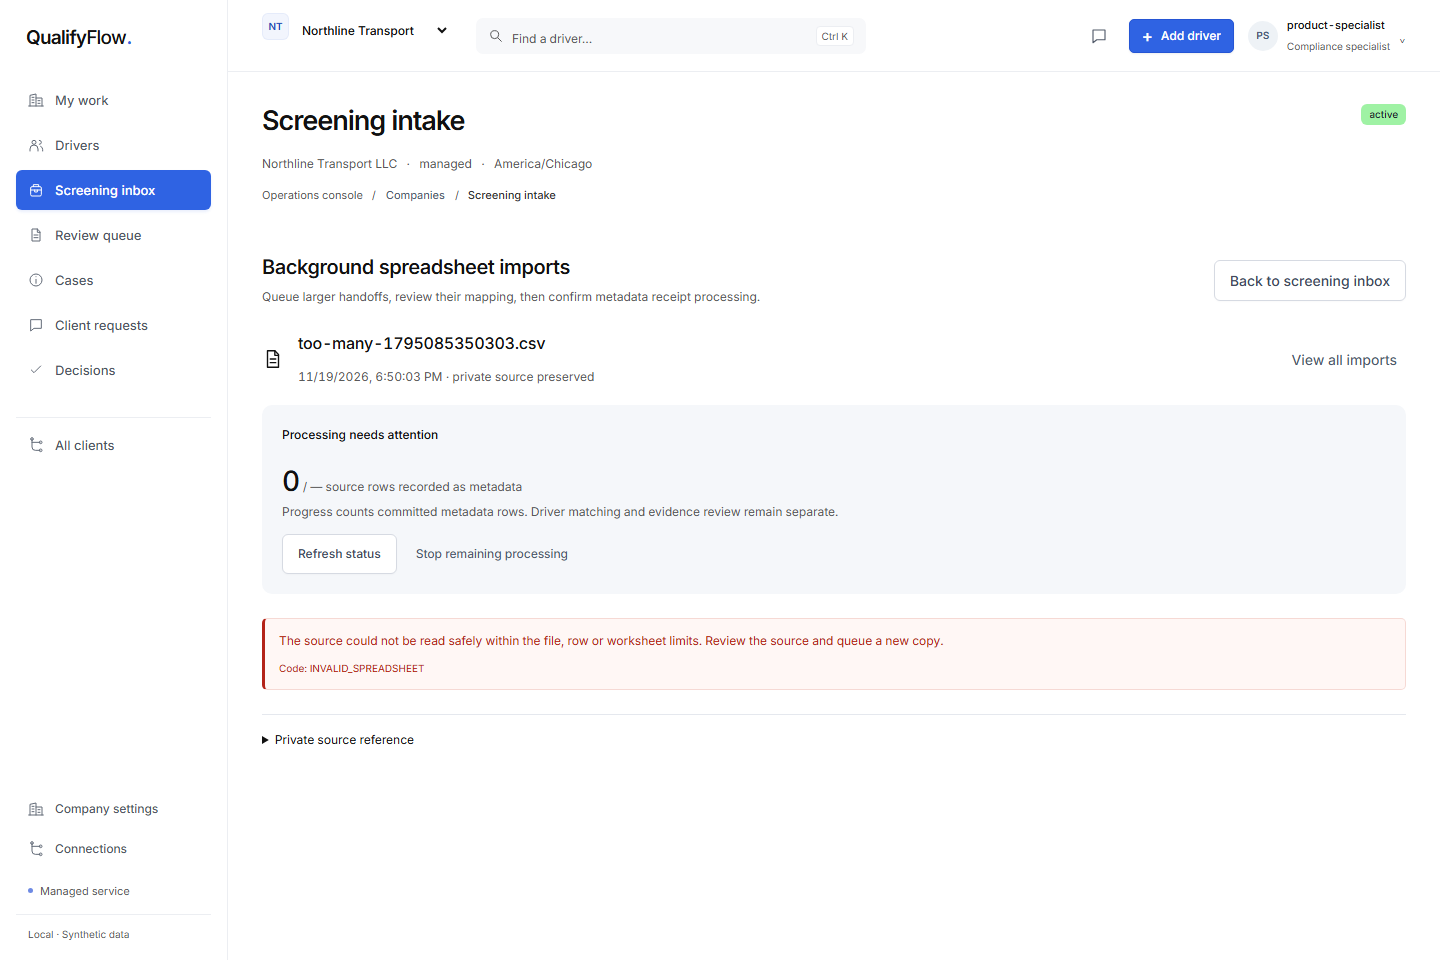 QualifyFlow.
My work
Drivers
Screening inbox
Review queue
Cases
Client requests
Decisions
All clients
Company settings
Connections
Managed service
Local · Synthetic data
NT
Northline Transport
Find a driver...
Ctrl K
+ Add driver
PS
product-specialist
Compliance specialist
Screening intake
active
Northline Transport LLC · managed · America/Chicago
Operations console / Companies / Screening intake
Background spreadsheet imports
Queue larger handoffs, review their mapping, then confirm metadata receipt processing.
Back to screening inbox
too-many-1795085350303.csv
11/19/2026, 6:50:03 PM · private source preserved
View all imports
Processing needs attention
0 / — source rows recorded as metadata
Progress counts committed metadata rows. Driver matching and evidence review remain separate.
Refresh status
Stop remaining processing
The source could not be read safely within the file, row or worksheet limits. Review the source and queue a new copy.
Code: INVALID_SPREADSHEET
Private source reference